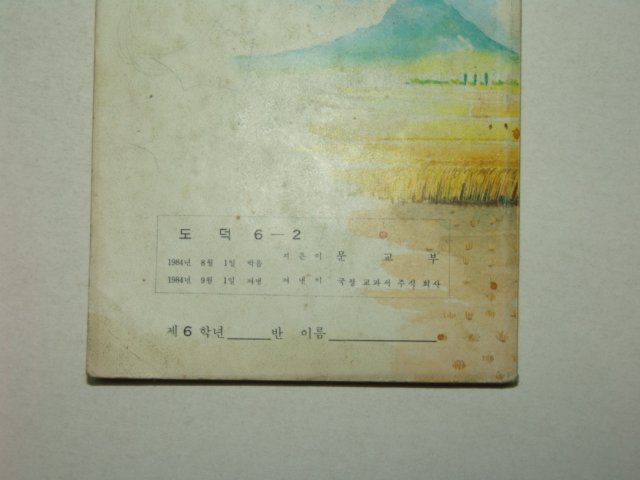 도 덕 6-2
1984년 8월 1일 박음 지은이 문 교 부
1984년 9월 1일 펴냄 펴낸이 국정 교과서 주식 회사
제 6 학년 반 이름